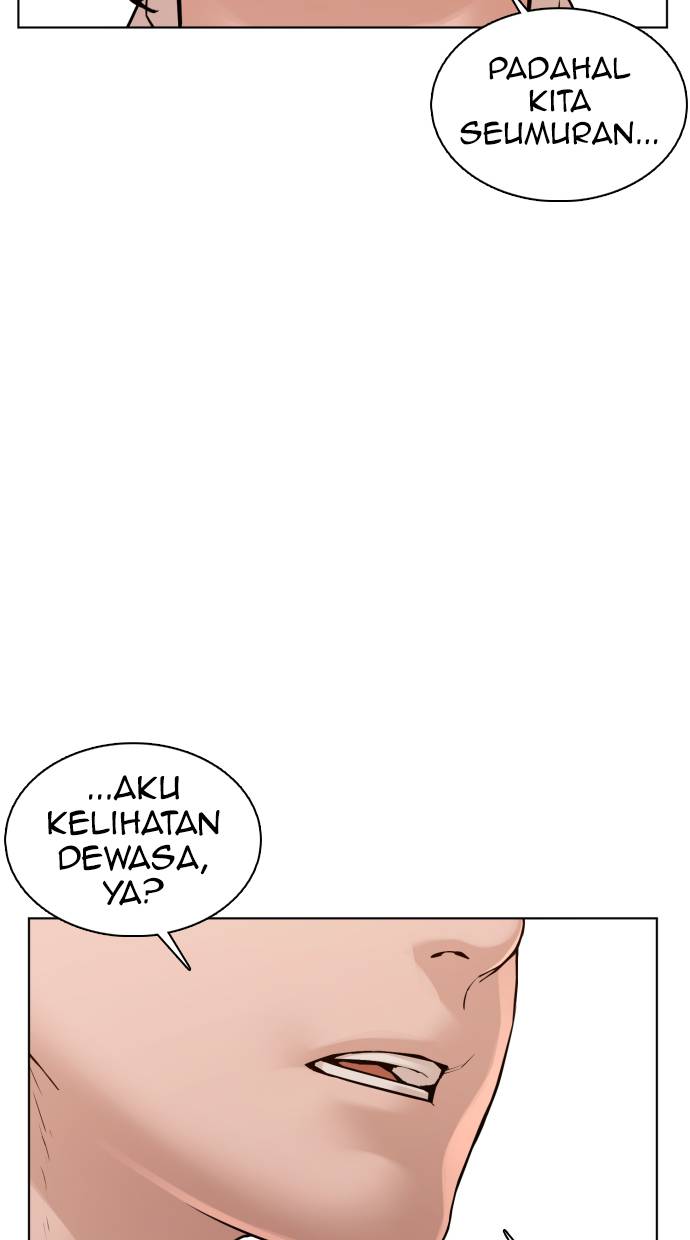 PADAHAL
KITA
SEUMURAN...
...AKU
KELIHATAN
DEWASA,
YA?